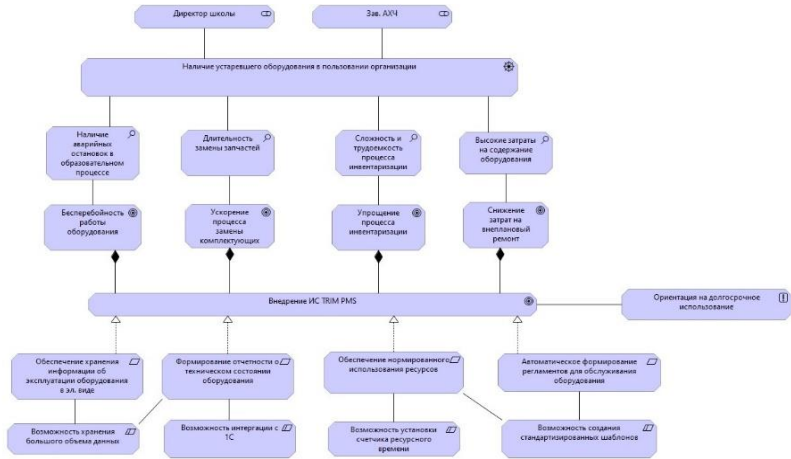 Директор школы
Зав. АХЧ
Наличие устаревшего оборудования в пользовании организации
Наличие
аварийных
остановок в
образовательном
процессе
Длительность
замены запчастей
Сложность и
трудоемкость
процесса
инвентаризации
Высокие затраты
на содержание
оборудования
Бесперебойность
работы
оборудования
Ускорение
процесса
замены
комплектующих
Упрощение
процесса
инвентаризации
Снижение
затрат на
внеплановый
ремонт
Внедрение ИС TRIM PMS
Ориентация на долгосрочное
использование
Обеспечение хранения
информации об
эксплуатации оборудования
в эл. виде
Формирование отчетности о
техническом состоянии
оборудования
Обеспечение нормированного
использования ресурсов
Автоматическое формирование
регламентов для обслуживания
оборудования
Возможность хранения
большого объема данных
Возможность интергации с
1С
Возможность установки
счетчика ресурсного
времени
Возможность создания
стандартизированных шаблонов